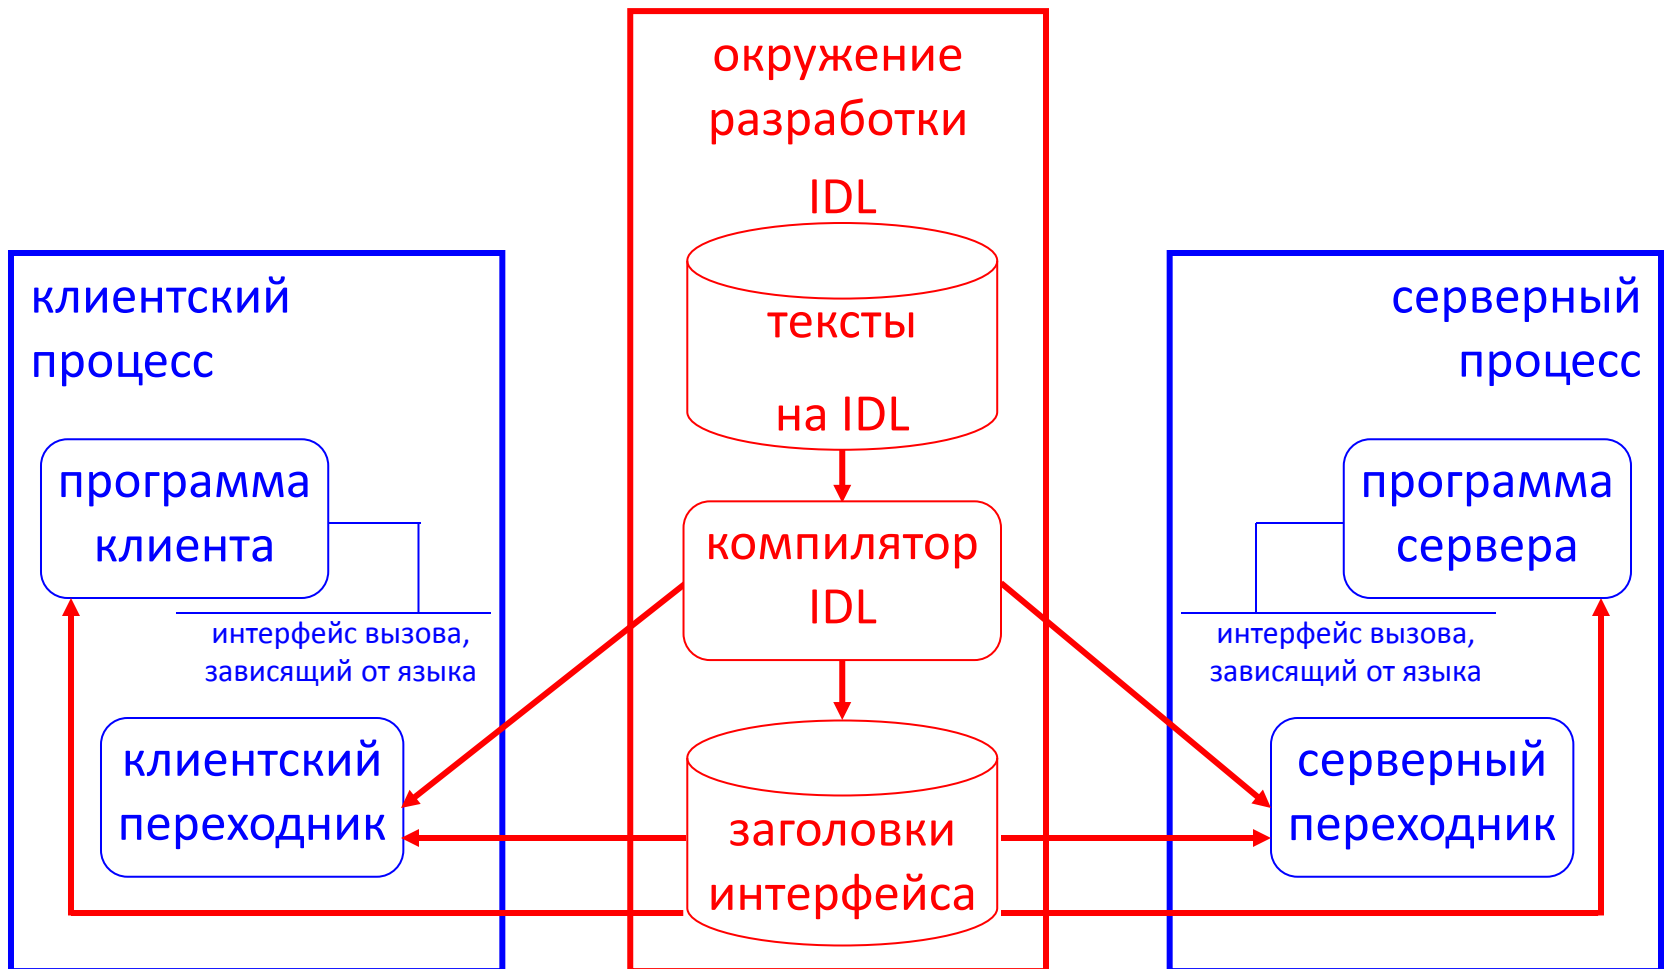 окружение
разработки
IDL
тексты
на IDL
компилятор
IDL
заголовки
интерфейса
клиентский
процесс
программа
клиента
интерфейс вызова,
зависящий от языка
клиентский
переходник
серверный
процесс
программа
сервера
интерфейс вызова,
зависящий от языка
серверный
переходник